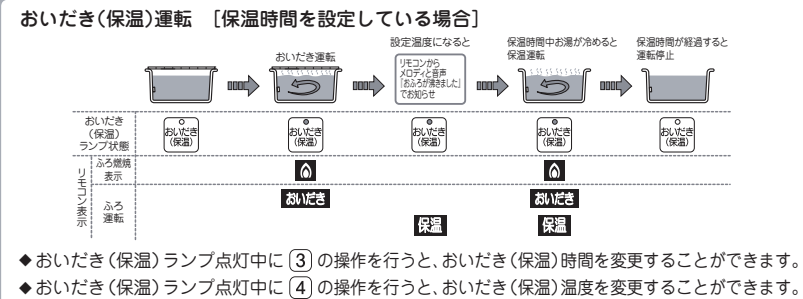 おいだき(保温)運転 [保温時間を設定している場合]
おいだき運転
設定温度になると
リモコンから
メロディと音声
「おふろが沸きました」
でお知らせ
保温時間中お湯が冷めると
保温運転
保温時間が経過すると
運転停止
おいだき
(保温)
ランプ状態
おいだき
(保温)
おいだき
(保温)
おいだき
(保温)
おいだき
(保温)
おいだき
(保温)
リモコン表示
ふろ燃焼
表示
ふろ
運転
おいだき
おいだき
保温
保温
◆おいだき(保温)ランプ点灯中に 3 の操作を行うと、おいだき(保温)時間を変更することができます。
◆おいだき(保温)ランプ点灯中に 4 の操作を行うと、おいだき(保温)温度を変更することができます。